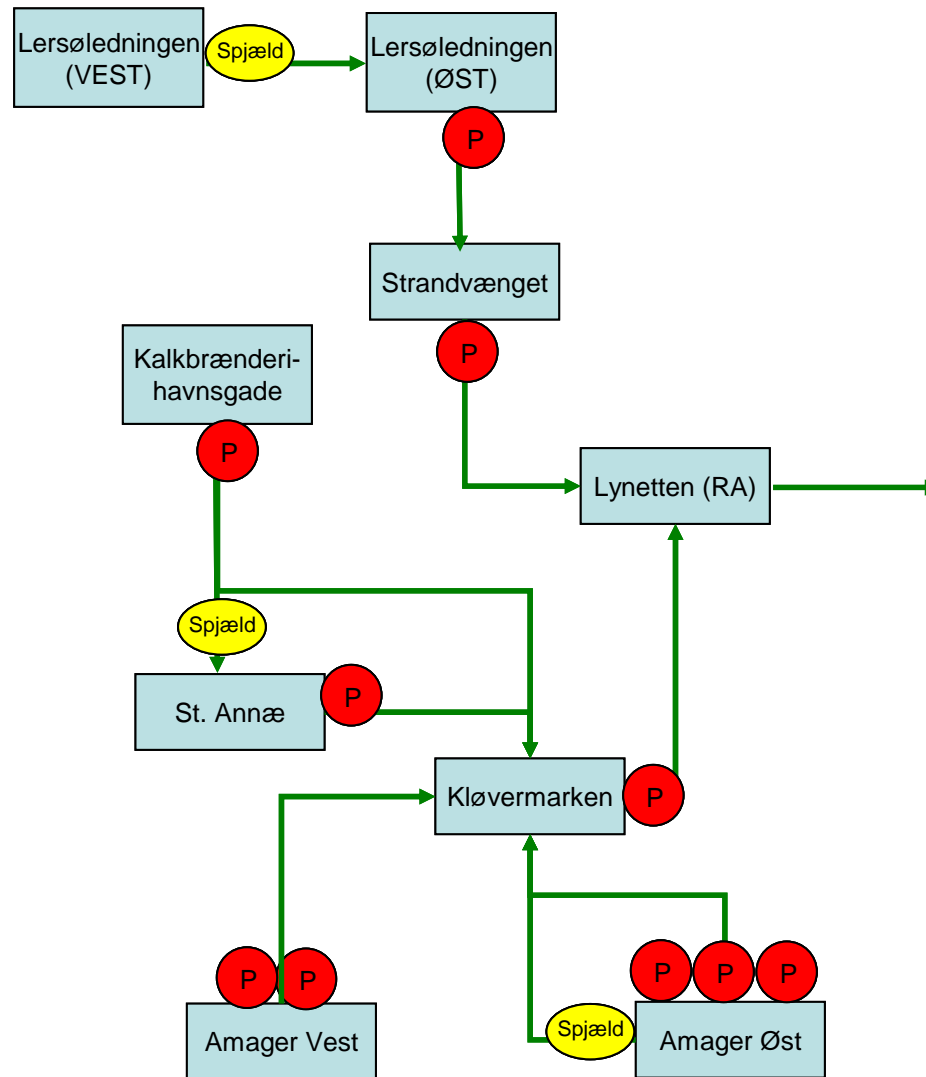 Lersøledningen
(VEST)
Spjæld
Lersøledningen
(ØST)
P
Strandvænget
P
Kalkbrænderi-
havnsgade
P
Lynetten (RA)
Spjæld
St. Annæ
P
Kløvermarken
P
P P
Amager Vest
P P P
Spjæld
Amager Øst